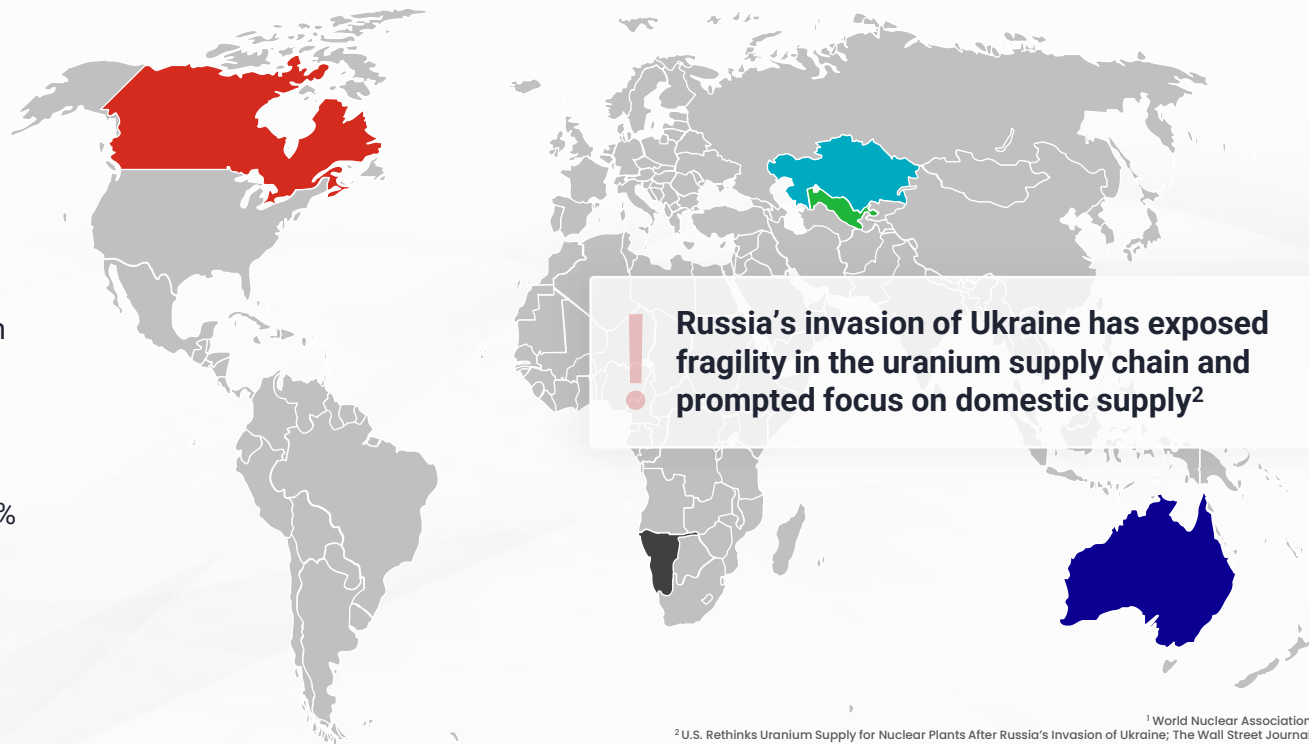 n
%
Russia’s invasion of Ukraine has exposed
fragility in the uranium supply chain and
prompted focus on domestic supply²
¹ World Nuclear Association
² U.S. Rethinks Uranium Supply for Nuclear Plants After Russia’s Invasion of Ukraine; The Wall Street Journa